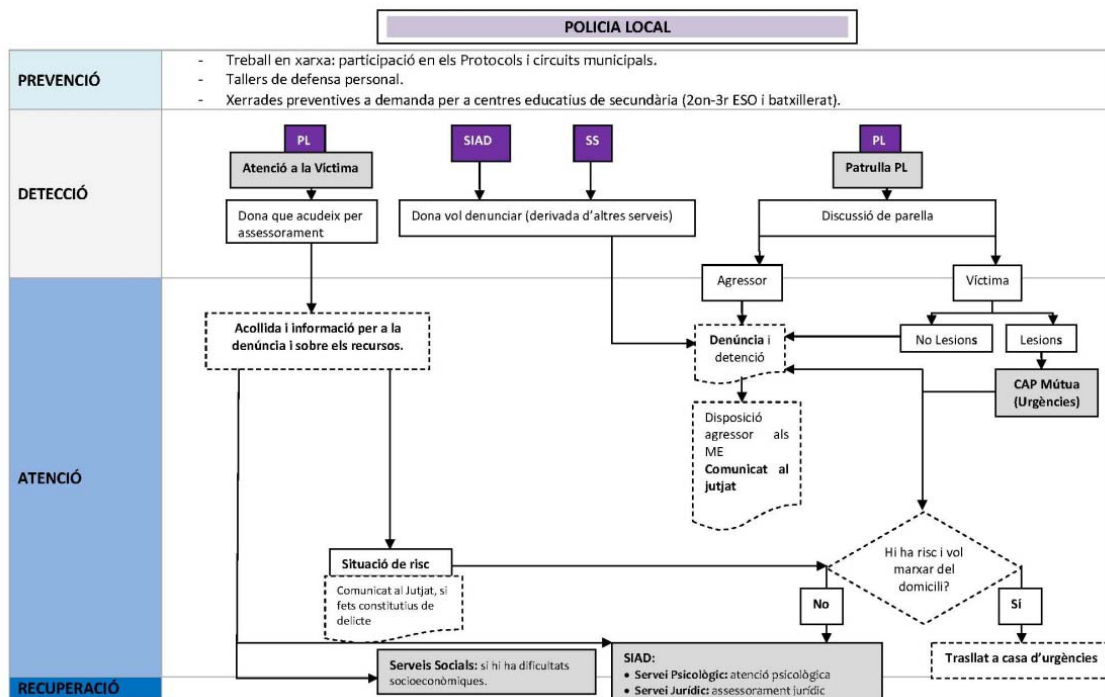 POLICIA LOCAL
PREVENCIÓ
- Treball en xarxa: participació en els Protocols i circuits municipals.
- Tallers de defensa personal.
- Xerrades preventives a demanda per a centres educatius de secundària (2on-3r ESO i batxillerat).
DETECCIÓ
PL
Atenció a la Víctima
Dona que acudeix per
assessorament
SIAD
SS
Dona vol denunciar (derivada d'altres serveis)
PL
Patrulla PL
Discussió de parella
Agressor
Víctima
ATENCIÓ
Acollida i informació per a la
denúncia i sobre els recursos.
Denúncia i
detenció
No Lesions
Lesions
CAP Mútua
(Urgències)
Disposició
agressor als
ME
Comunicat al
jutjat
Hi ha risc i vol
marxar del
domicili?
Situació de risc
Comunicat al Jutjat, si
fets constitutius de
delicte
No
Sí
Trasllat a casa d'urgències
Serveis Socials: si hi ha dificultats
socioeconòmiques.
SIAD:
• Servei Psicològic: atenció psicològica
• Servei Jurídic: assessorament jurídic
RECUPERACIÓ